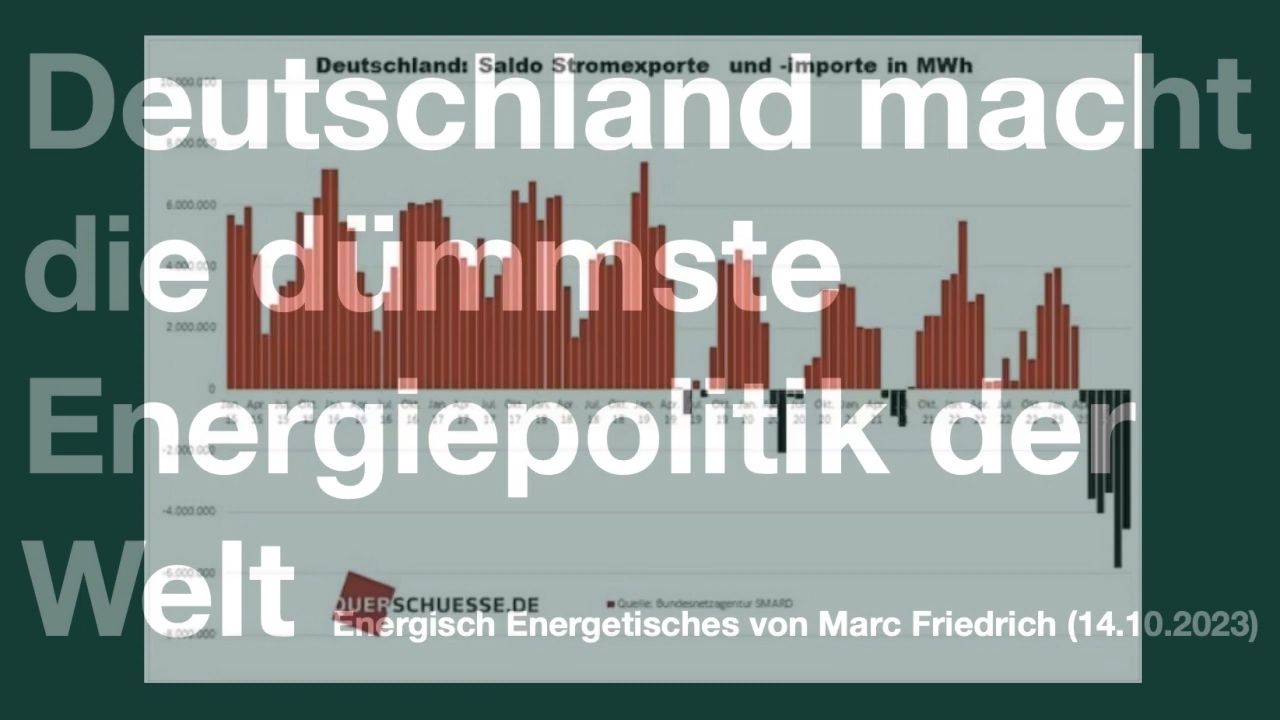 Deutschland: Saldo Stromexporte und -importe in MWh
Deutschland macht
die dümmste
Energiepolitik der
Welt
10.000.000
8.000.000
6.000.000
4.000.000
2.000.000
0
-2.000.000
-4.000.000
-6.000.000
-8.000.000
QUERSCHUESSE.DE
Quelle: Bundesnetzagentur SMARD
Energisch Energetisches von Marc Friedrich (14.10.2023)